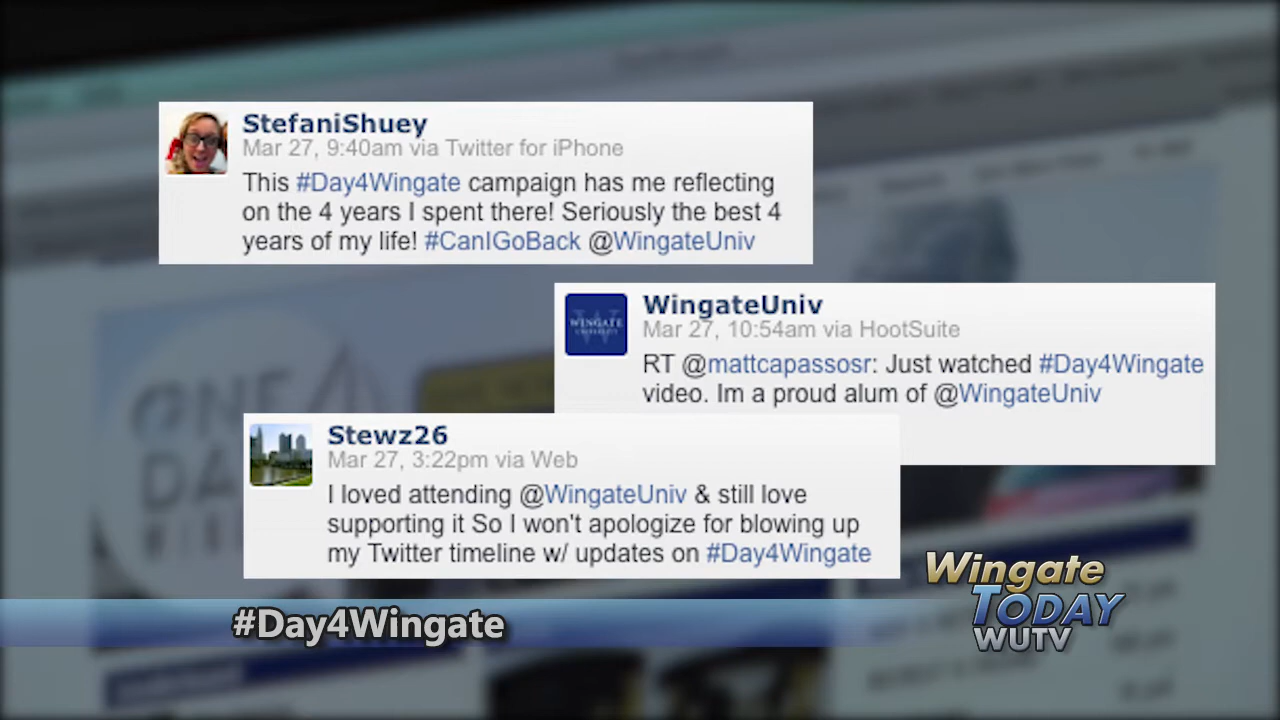 StefaniShuey
Mar 27, 9:40am via Twitter for iPhone
This #Day4Wingate campaign has me reflecting
on the 4 years I spent there! Seriously the best 4
years of my life! #CanIGoBack @WingateUniv
WINGATE
UNIVERSITY
WingateUniv
Mar 27, 10:54am via HootSuite
RT @mattcapassosr: Just watched #Day4Wingate
video. Im a proud alum of @WingateUniv
Stewz26
Mar 27, 3:22pm via Web
I loved attending @WingateUniv & still love
supporting it So I won't apologize for blowing up
my Twitter timeline w/ updates on #Day4Wingate
ONE
DAY
#Day4Wingate
Wingate
TODAY
WUTV